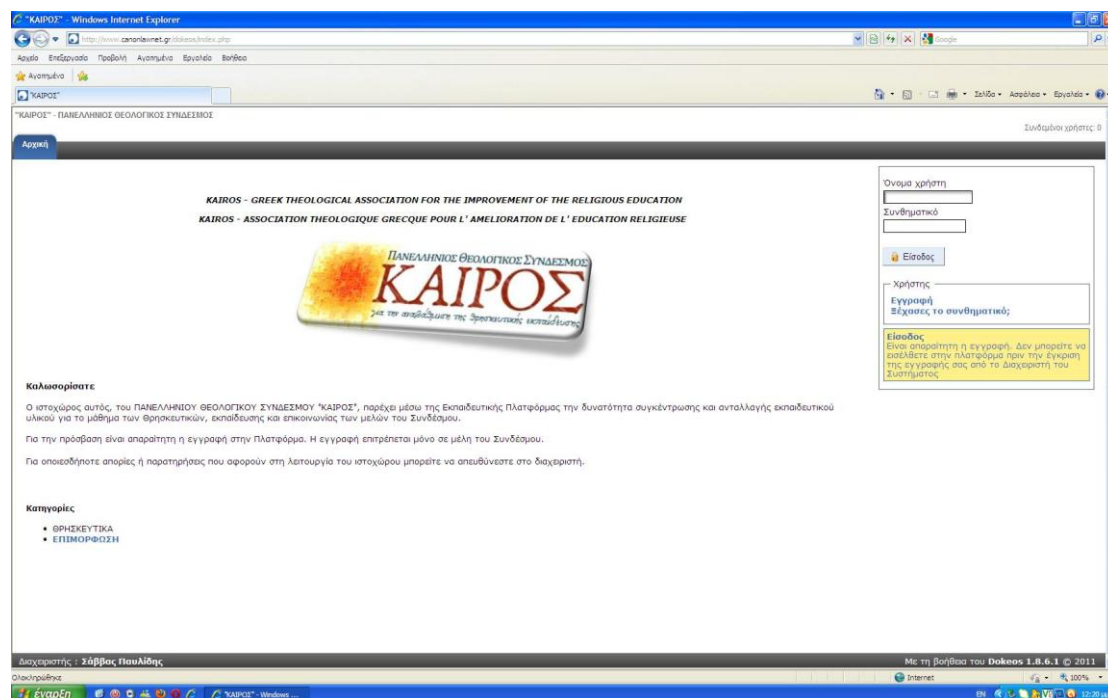 "ΚΑΙΡΟΣ" - Windows Internet Explorer
http://www.canonlawnet.gr/dokeos/index.php
Google
Αρχείο Επεξεργασία Προβολή Αγαπημένα Εργαλεία Βοήθεια
Αγαπημένα
"ΚΑΙΡΟΣ"
Σελίδα Ασφάλεια Εργαλεία
"ΚΑΙΡΟΣ" - ΠΑΝΕΛΛΗΝΙΟΣ ΘΕΟΛΟΓΙΚΟΣ ΣΥΝΔΕΣΜΟΣ
Συνδεμένοι χρήστες: 0
Αρχική
KAIROS - GREEK THEOLOGICAL ASSOCIATION FOR THE IMPROVEMENT OF THE RELIGIOUS EDUCATION
KAIROS - ASSOCIATION THEOLOGIQUE GRECQUE POUR L' AMELIORATION DE L' EDUCATION RELIGIEUSE
ΠΑΝΕΛΛΗΝΙΟΣ ΘΕΟΛΟΓΙΚΟΣ ΣΥΝΔΕΣΜΟΣ
ΚΑΙΡΟΣ
για την αναβάθμιση της θρησκευτικής εκπαίδευσης
Καλωσορίσατε
Ο ιστοχώρος αυτός, του ΠΑΝΕΛΛΗΝΙΟΥ ΘΕΟΛΟΓΙΚΟΥ ΣΥΝΔΕΣΜΟΥ "ΚΑΙΡΟΣ", παρέχει μέσω της Εκπαιδευτικής Πλατφόρμας την δυνατότητα συγκέντρωσης και ανταλλαγής εκπαιδευτικού
υλικού για το μάθημα των Θρησκευτικών, εκπαίδευσης και επικοινωνίας των μελών του Συνδέσμου.
Για την πρόσβαση είναι απαραίτητη η εγγραφή στην Πλατφόρμα. Η εγγραφή επιτρέπεται μόνο σε μέλη του Συνδέσμου.
Για οποιεσδήποτε απορίες ή παρατηρήσεις που αφορούν στη λειτουργία του ιστοχώρου μπορείτε να απευθύνεστε στο διαχειριστή.
Κατηγορίες
• ΘΡΗΣΚΕΥΤΙΚΑ
• ΕΠΙΜΟΡΦΩΣΗ
Όνομα χρήστη
Συνθηματικό
Είσοδος
Χρήστης
Εγγραφή
Ξέχασες το συνθηματικό;
Είσοδος
Είναι απαραίτητη η εγγραφή. Δεν μπορείτε να
εισέλθετε στην πλατφόρμα πριν την έγκριση
της εγγραφής σας από το Διαχειριστή του
Συστήματος
Διαχειριστής : Σάββας Παυλίδης
Με τη βοήθεια του Dokeos 1.8.6.1 © 2011
Ολοκληρώθηκε
Internet
100%
έναρξη
"ΚΑΙΡΟΣ" - Windows ...
EN
12:20 μμ